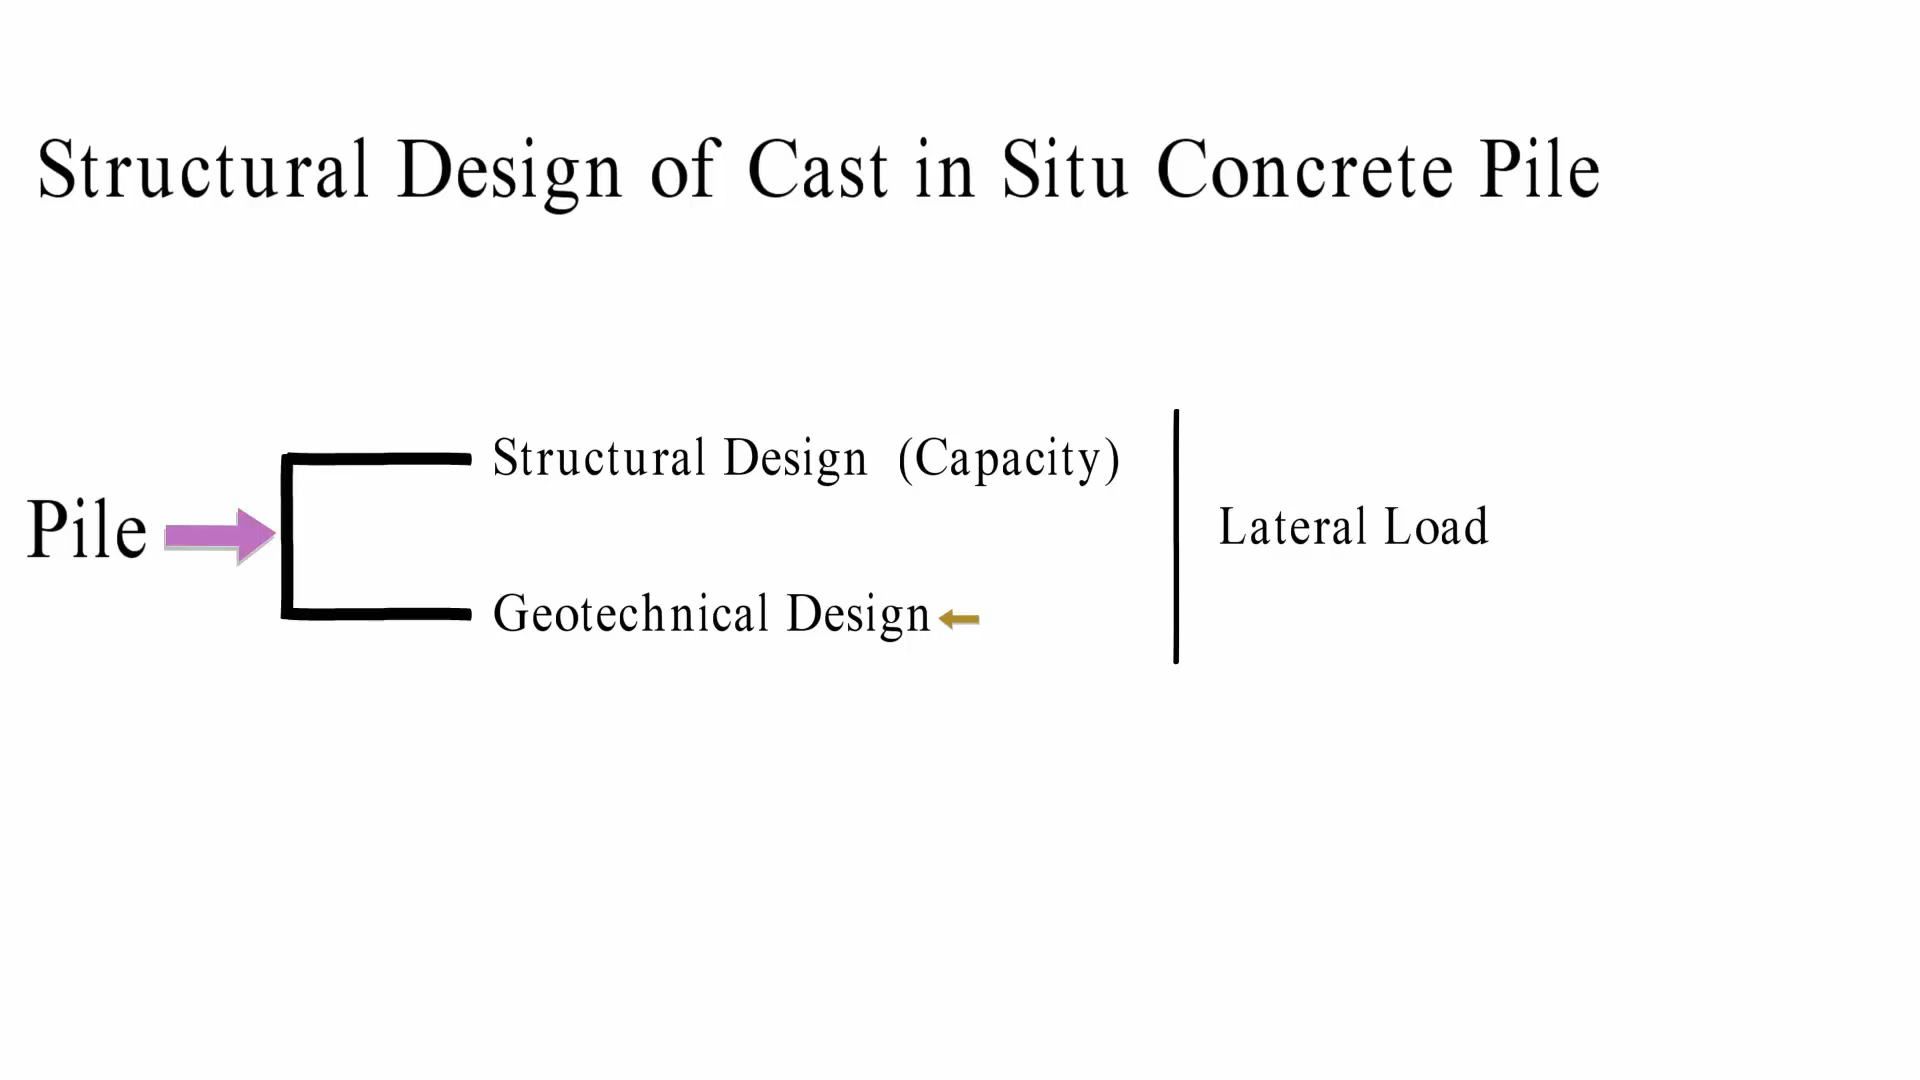 Structural Design of Cast in Situ Concrete Pile
Structural Design (Capacity)
Pile
Lateral Load
Geotechnical Design